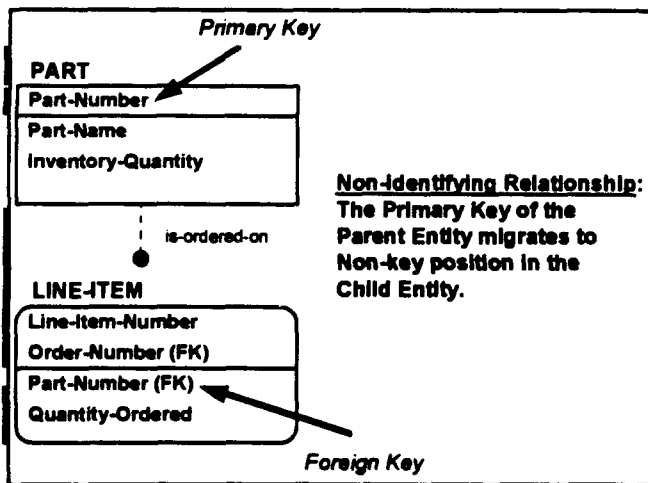 Primary Key
PART
Part-Number
Part-Name
Inventory-Quantity
is-ordered-on
Non-Identifying Relationship:
The Primary Key of the
Parent Entity migrates to
Non-key position in the
Child Entity.
LINE-ITEM
Line-Item-Number
Order-Number (FK)
Part-Number (FK)
Quantity-Ordered
Foreign Key